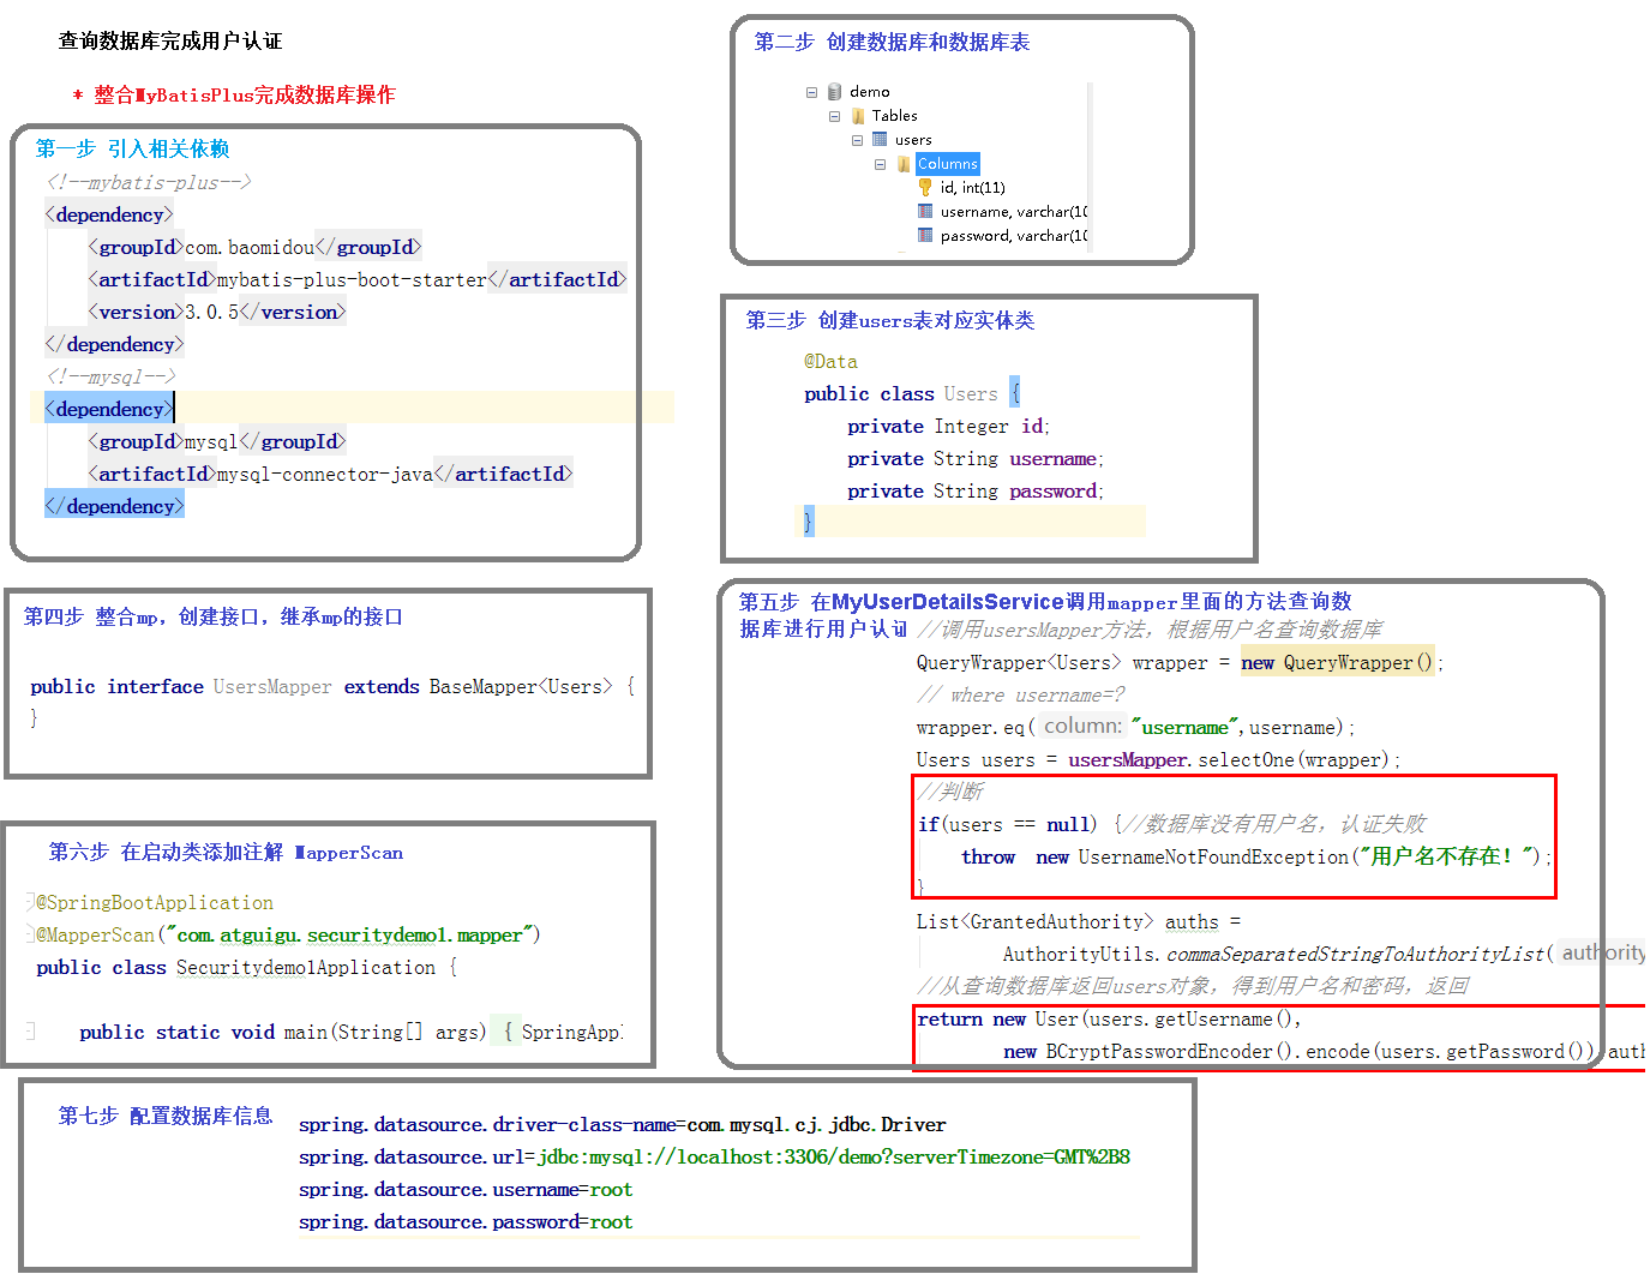 查询数据库完成用户认证
* 整合MyBatisPlus完成数据库操作
第一步 引入相关依赖
<!--mybatis-plus-->
<dependency>
<groupId>com.baomidou</groupId>
<artifactId>mybatis-plus-boot-starter</artifactId>
<version>3.0.5</version>
</dependency>
<!--mysql-->
<dependency>
<groupId>mysql</groupId>
<artifactId>mysql-connector-java</artifactId>
</dependency>
第二步 创建数据库和数据库表
demo
Tables
users
Columns
id, int(11)
username, varchar(10
password, varchar(10
第三步 创建users表对应实体类
@Data
public class Users {
private Integer id;
private String username;
private String password;
}
第四步 整合mp，创建接口，继承mp的接口
public interface UsersMapper extends BaseMapper<Users> {
}
第五步 在MyUserDetailsService调用mapper里面的方法查询数
据库进行用户认证
//调用usersMapper方法，根据用户名查询数据库
QueryWrapper<Users> wrapper = new QueryWrapper();
// where username=?
wrapper.eq( column: "username",username);
Users users = usersMapper.selectOne(wrapper);
//判断
if(users == null) {//数据库没有用户名，认证失败
throw new UsernameNotFoundException("用户名不存在！");
}
List<GrantedAuthority> auths =
AuthorityUtils.commaSeparatedStringToAuthorityList( authority
//从查询数据库返回users对象，得到用户名和密码，返回
return new User(users.getUsername(),
new BCryptPasswordEncoder().encode(users.getPassword()),auth
第六步 在启动类添加注解 MapperScan
@SpringBootApplication
@MapperScan("com.atguigu.securitydemo1.mapper")
public class Securitydemo1Application {
public static void main(String[] args) { SpringAppl
第七步 配置数据库信息
spring.datasource.driver-class-name=com.mysql.cj.jdbc.Driver
spring.datasource.url=jdbc:mysql://localhost:3306/demo?serverTimezone=GMT%2B8
spring.datasource.username=root
spring.datasource.password=root